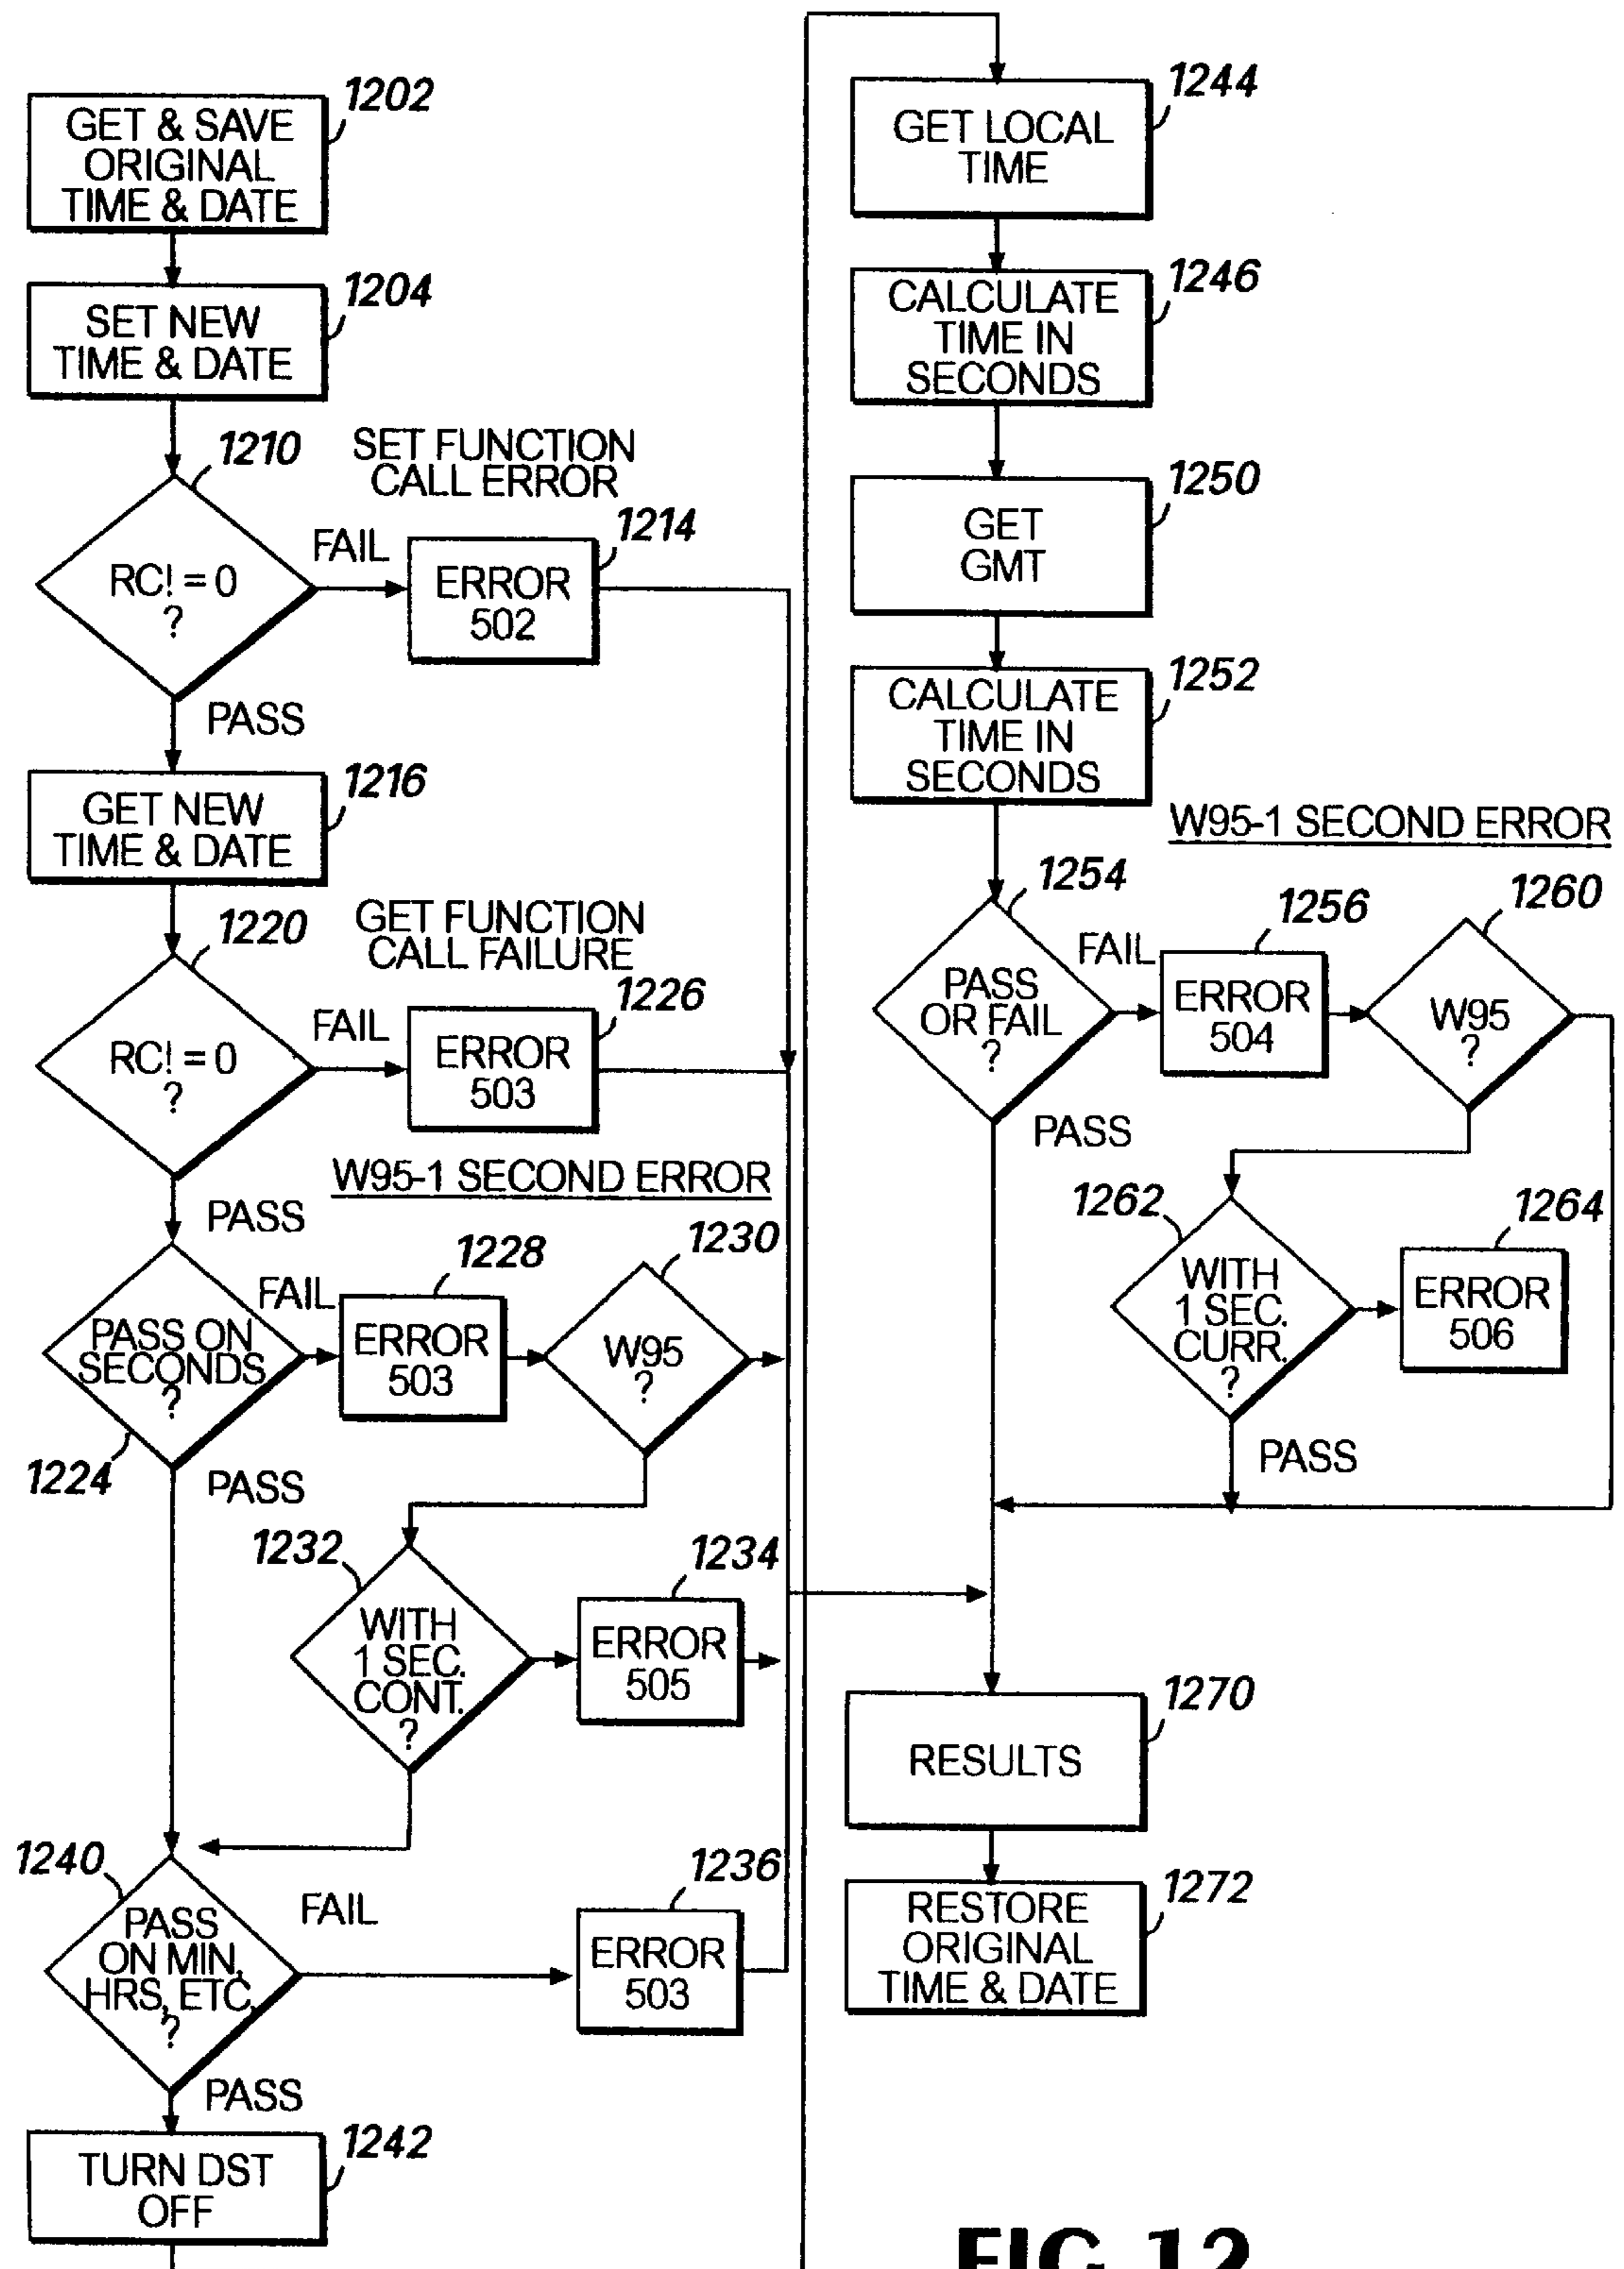 1202
GET & SAVE
ORIGINAL
TIME & DATE
1204
SET NEW
TIME & DATE
1210
RC! = 0
?
FAIL
SET FUNCTION
CALL ERROR
1214
ERROR
502
PASS
1216
GET NEW
TIME & DATE
1220
RC! = 0
?
FAIL
GET FUNCTION
CALL FAILURE
1226
ERROR
503
PASS
W95-1 SECOND ERROR
PASS ON
SECONDS
?
1224
FAIL
1228
ERROR
503
1230
W95
?
PASS
1232
WITH
1 SEC.
CONT.
?
1234
ERROR
505
1240
PASS
ON MIN,
HRS, ETC.
?
FAIL
1236
ERROR
503
PASS
1242
TURN DST
OFF
1244
GET LOCAL
TIME
1246
CALCULATE
TIME IN
SECONDS
1250
GET
GMT
1252
CALCULATE
TIME IN
SECONDS
W95-1 SECOND ERROR
1254
PASS
OR FAIL
?
FAIL
1256
ERROR
504
1260
W95
?
PASS
1262
WITH
1 SEC.
CURR.
?
1264
ERROR
506
PASS
1270
RESULTS
1272
RESTORE
ORIGINAL
TIME & DATE
FIG 12